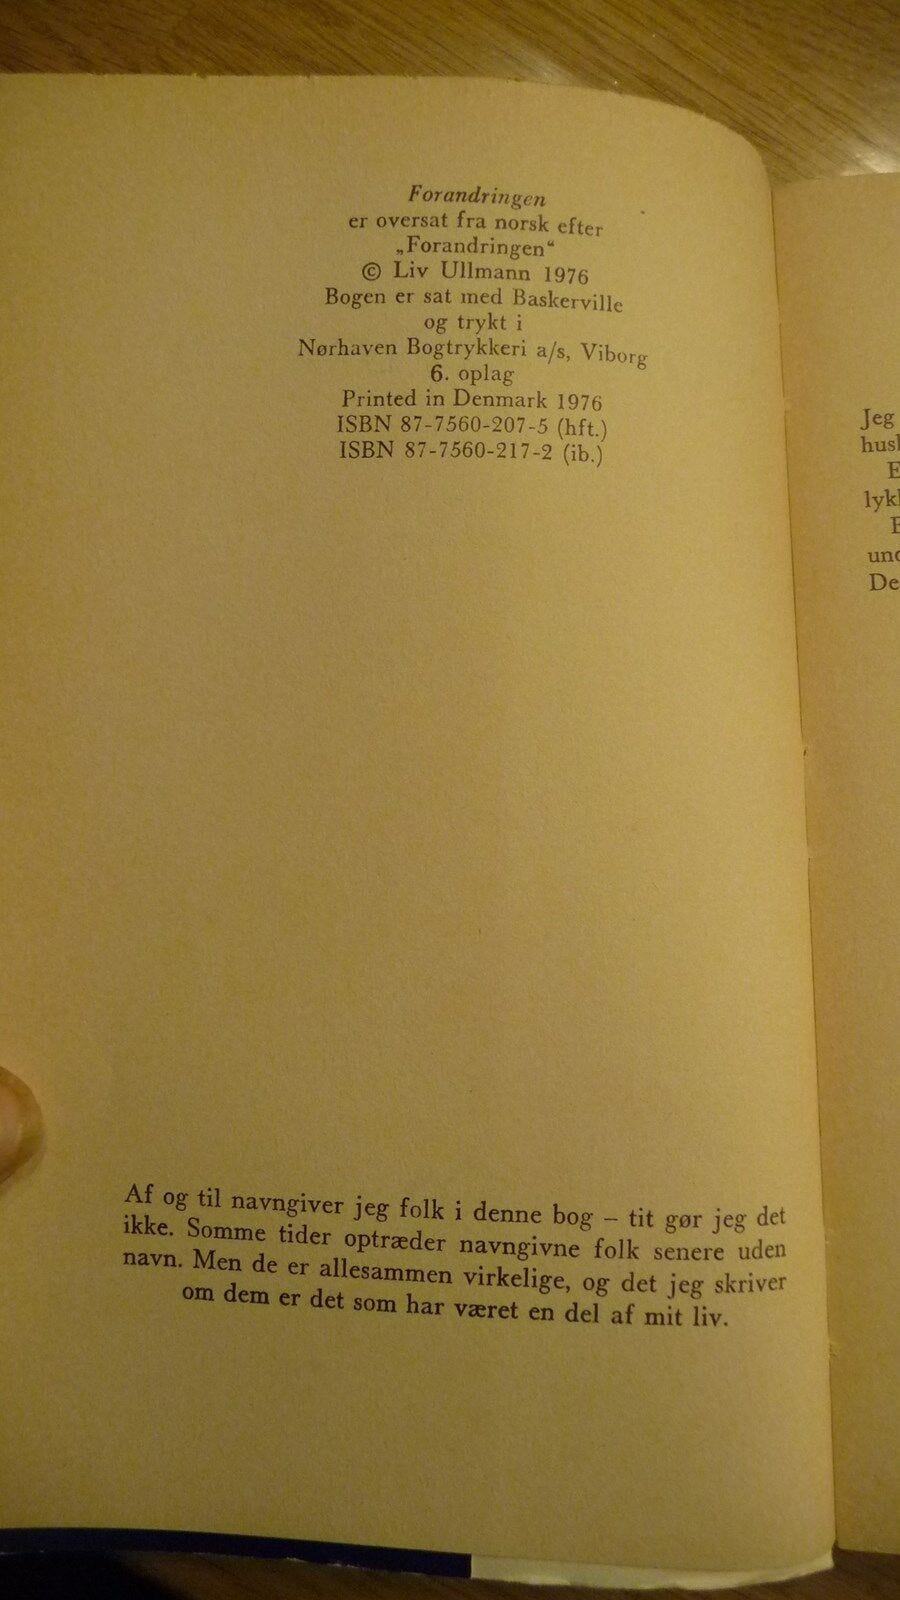 Forandringen
er oversat fra norsk efter
„Forandringen“
© Liv Ullmann 1976
Bogen er sat med Baskerville
og trykt i
Nørhaven Bogtrykkeri a/s, Viborg
6. oplag
Printed in Denmark 1976
ISBN 87-7560-207-5 (hft.)
ISBN 87-7560-217-2 (ib.)
Af og til navngiver jeg folk i denne bog – tit gør jeg det
ikke. Somme tider optræder navngivne folk senere uden
navn. Men de er allesammen virkelige, og det jeg skriver
om dem er det som har været en del af mit liv.
Jeg